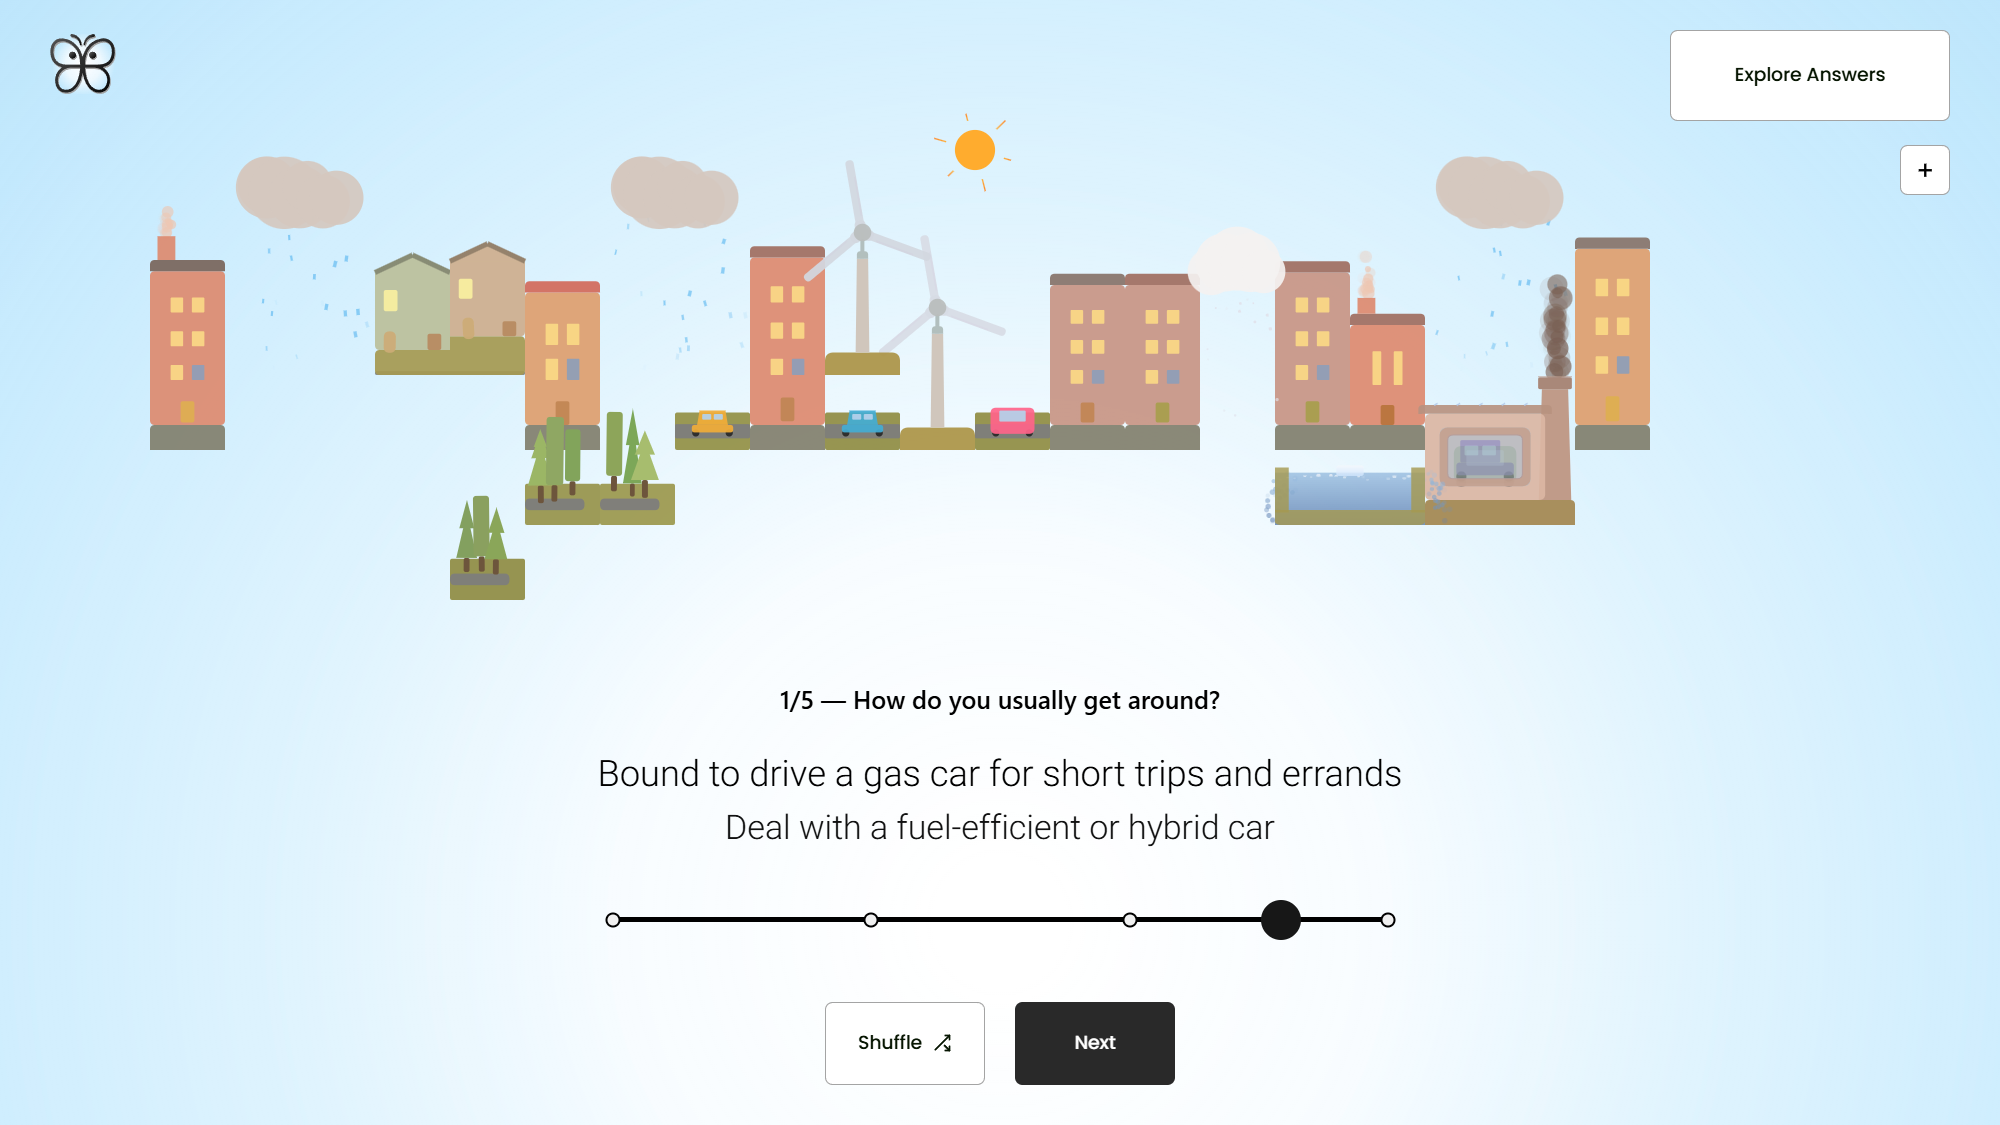 Explore Answers
+
1/5 — How do you usually get around?
Bound to drive a gas car for short trips and errands
Deal with a fuel-efficient or hybrid car
Shuffle
Next